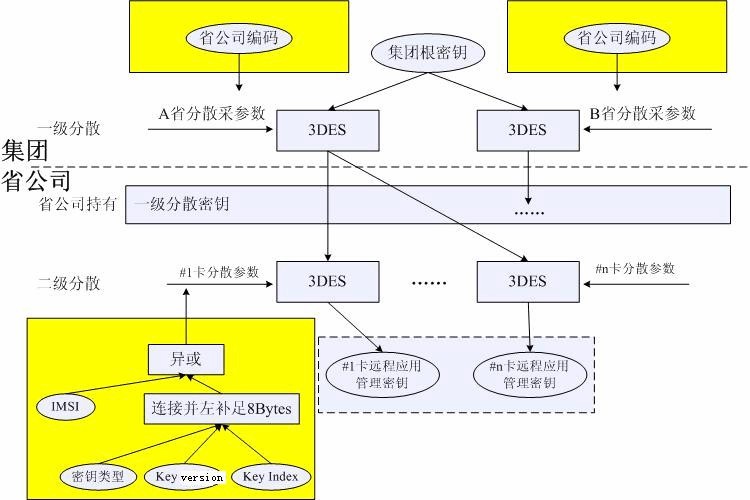 省公司编码
集团根密钥
省公司编码
A省分散采参数
B省分散采参数
一级分散
3DES
3DES
集团
省公司
省公司持有
一级分散密钥
……
二级分散
#1卡分散参数
3DES
……
3DES
#n卡分散参数
异或
#1卡远程应用
管理密钥
#n卡远程应用
管理密钥
IMSI
连接并左补足8Bytes
密钥类型
Key version
Key Index